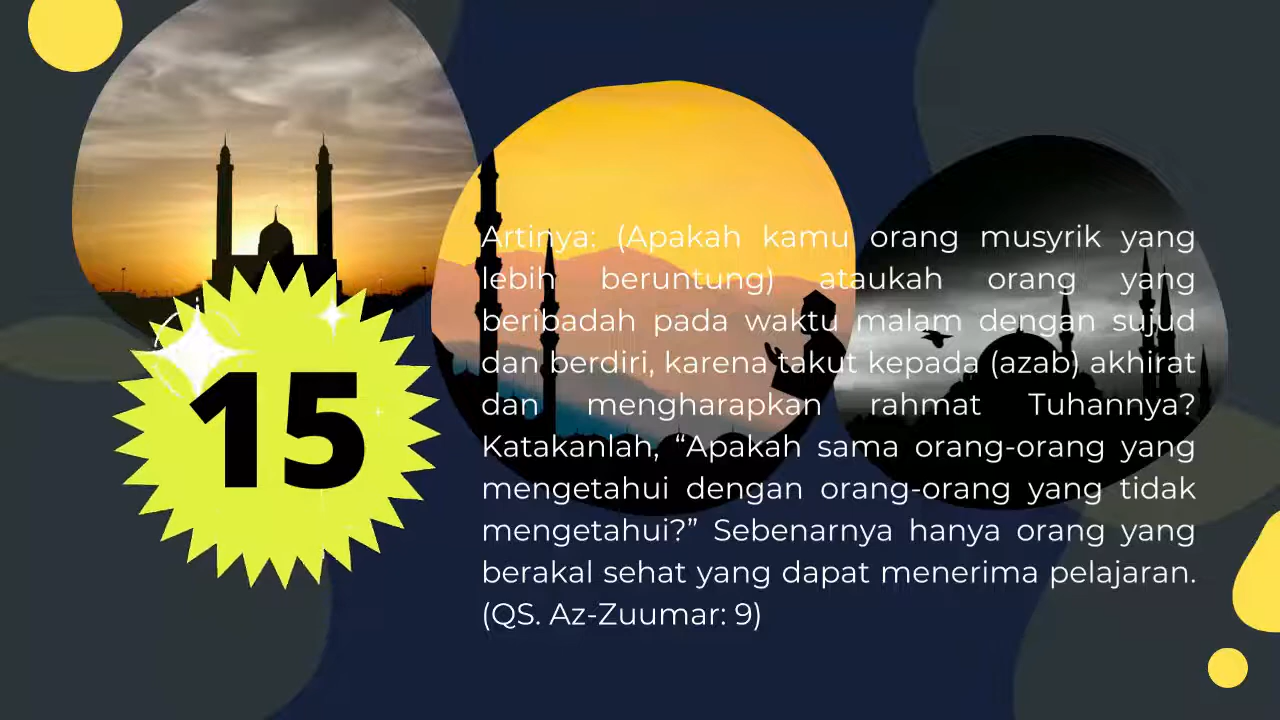 15
Artinya: (Apakah kamu orang musyrik yang
lebih beruntung) ataukah orang yang
beribadah pada waktu malam dengan sujud
dan berdiri, karena takut kepada (azab) akhirat
dan mengharapkan rahmat Tuhannya?
Katakanlah, “Apakah sama orang-orang yang
mengetahui dengan orang-orang yang tidak
mengetahui?” Sebenarnya hanya orang yang
berakal sehat yang dapat menerima pelajaran.
(QS. Az-Zuumar: 9)